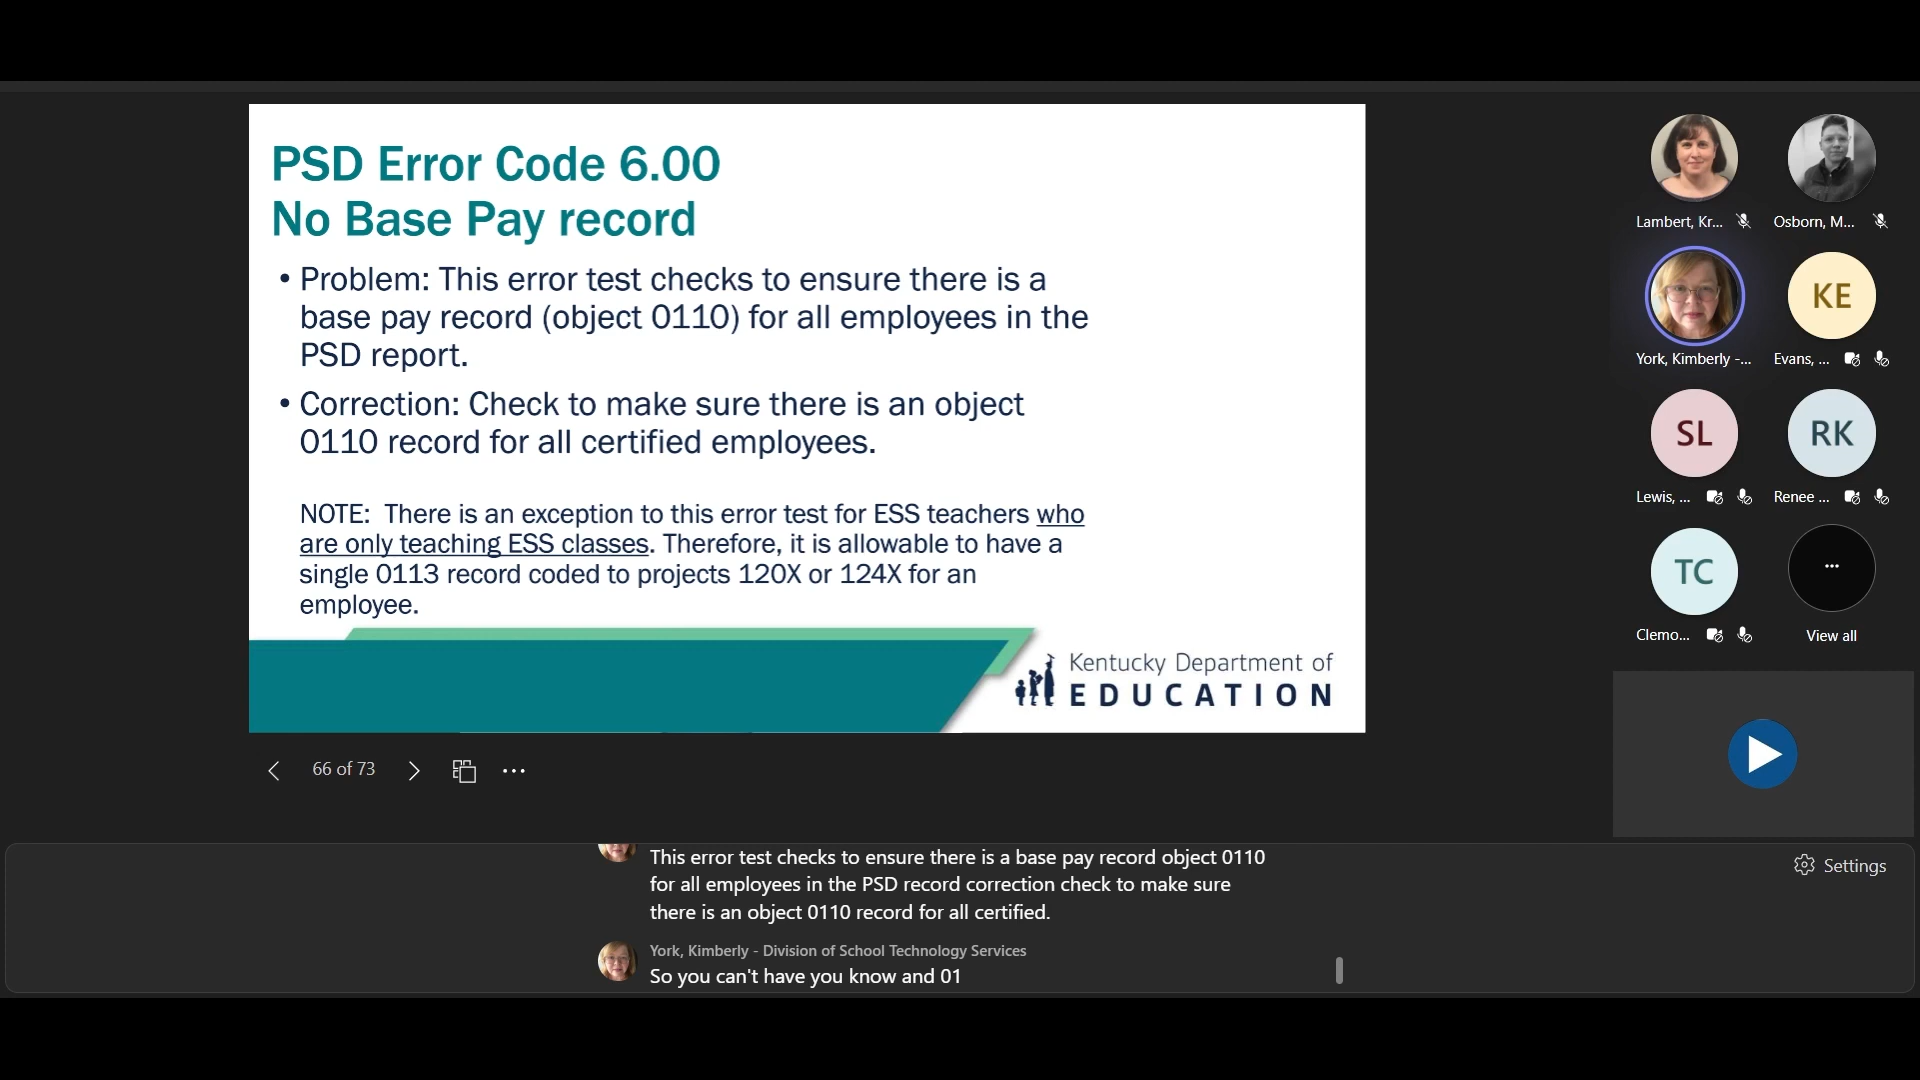 PSD Error Code 6.00
No Base Pay record
• Problem: This error test checks to ensure there is a
base pay record (object 0110) for all employees in the
PSD report.
• Correction: Check to make sure there is an object
0110 record for all certified employees.
NOTE:  There is an exception to this error test for ESS teachers who
are only teaching ESS classes. Therefore, it is allowable to have a
single 0113 record coded to projects 120X or 124X for an
employee.
Kentucky Department of
EDUCATION
66 of 73
Lambert, Kr...
Osborn, M...
York, Kimberly -...
KE
Evans, ...
SL
Lewis, ...
RK
Renee ...
TC
Clemo...
...
View all
This error test checks to ensure there is a base pay record object 0110
for all employees in the PSD record correction check to make sure
there is an object 0110 record for all certified.
York, Kimberly - Division of School Technology Services
So you can't have you know and 01
Settings